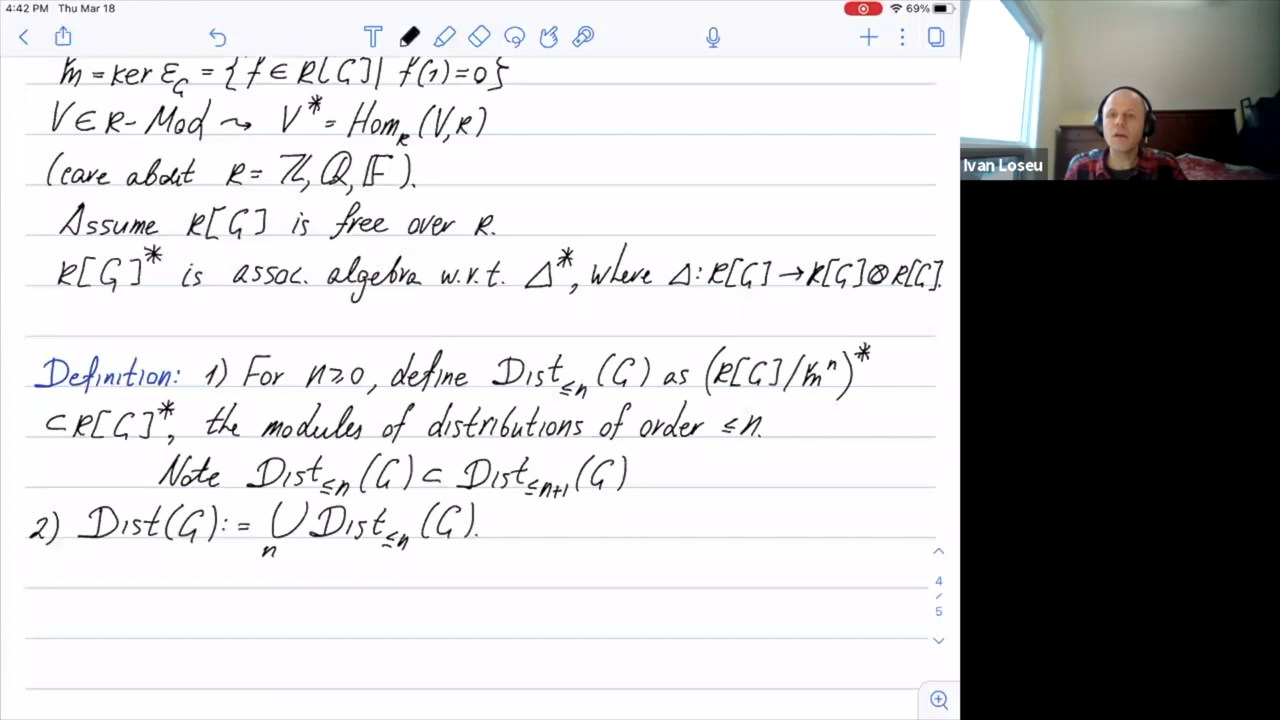 4:42 PM Thu Mar 18
69%
m = ker ε_G = {f ∈ R[G] | f(1)=0}
V ∈ R-Mod ⇝ V* = Hom_R(V,R)
(care about R = ℤ, ℚ, 𝔽).
Assume R[G] is free over R.
R[G]* is assoc. algebra w.r.t. Δ*, where Δ: R[G] → R[G]⊗R[G].
Definition: 1) For n≥0, define Dist_≤n(G) as (R[G]/m^n)*
⊂ R[G]*, the modules of distributions of order ≤n.
Note Dist_≤n(G) ⊂ Dist_≤n+1(G)
2) Dist(G) := ⋃_n Dist_≤n(G).
4
/
5
Ivan Loseu